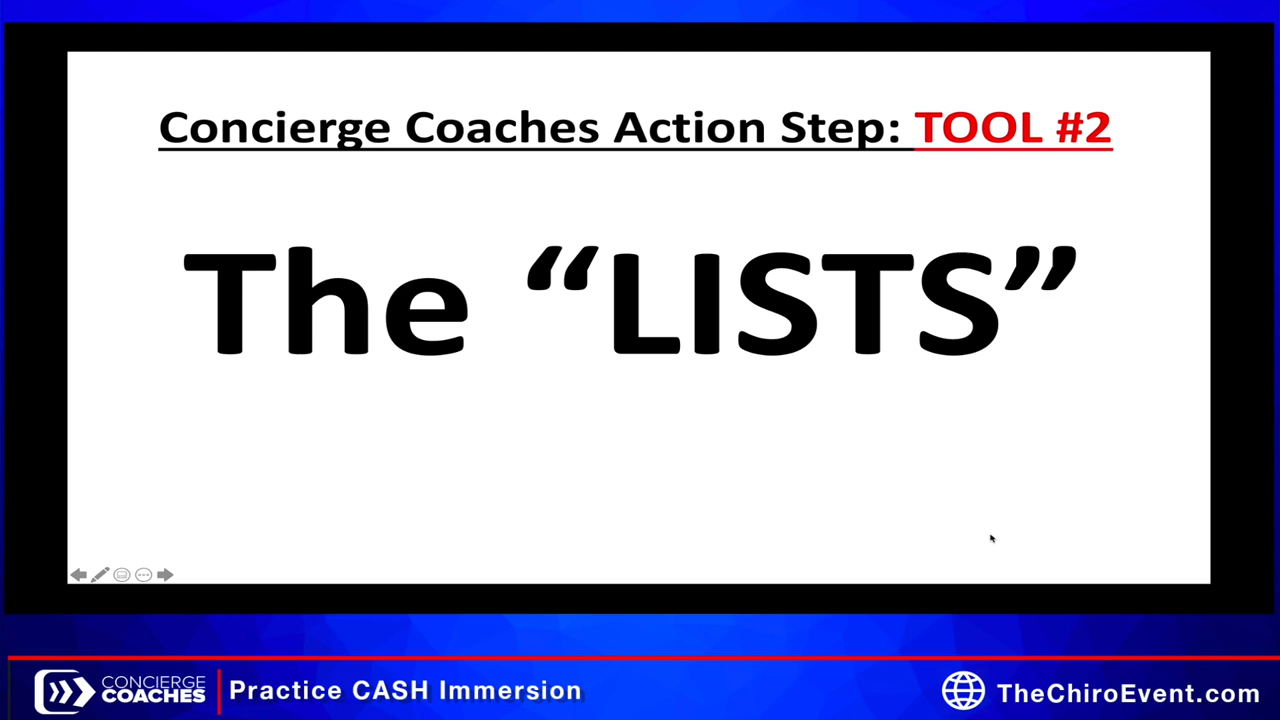 Concierge Coaches Action Step: TOOL #2
The “LISTS”
CONCIERGE
COACHES
Practice CASH Immersion
TheChiroEvent.com